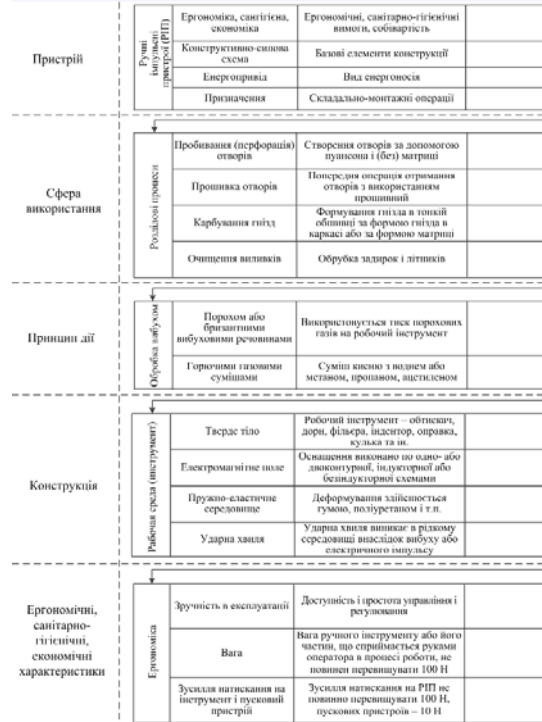 Пристрій
Ручні
імпульсні
пристрої (РІП)
Ергономіка, сангігієна,
економіка
Ергономічні, санітарно-гігієнічні
вимоги, собівартість
Конструктивно-силова
схема
Базові елементи конструкції
Енергопривід
Вид енергоносія
Призначення
Складально-монтажні операції
Сфера
використання
Розділові процеси
Пробивання (перфорація)
отворів
Створення отворів за допомогою
пуансона і (без) матриці
Прошивка отворів
Попередня операція отримання
отворів з використанням
прошивний
Карбування гнізд
Формування гнізда в тонкій
обшивці за формою гнізда в
каркасі або за формою матриці
Очищення виливків
Обрубка задирок і літників
Принцип дії
Обробка вибухом
Порохом або
бризантними
вибуховими речовинами
Використовується тиск порохових
газів на робочий інструмент
Горючими газовими
сумішами
Суміш кисню з воднем або
метаном, пропаном, ацетиленом
Конструкція
Рабочая среда (инструмент)
Тверде тіло
Робочий інструмент – обтискач,
дорн, фільєра, індентор, оправка,
кулька та ін.
Електромагнітне поле
Оснащення виконано по одно- або
двоконтурної, індукторної або
безіндукторної схемами
Пружно-еластичне
середовище
Деформування здійснюється
гумою, поліуретаном і т.п.
Ударна хвиля
Ударна хвиля виникає в рідкому
середовищі внаслідок вибуху або
електричного імпульсу
Ергономічні,
санітарно-
гігієнічні,
економічні
характеристики
Ергономіка
Зручність в експлуатації
Доступність і простота управління і
регулювання
Вага
Вага ручного інструменту або його
частин, що сприймається руками
оператора в процесі роботи, не
повинен перевищувати 100 Н
Зусилля натискання на
інструмент і пусковий
пристрій
Зусилля натискання на РІП не
повинно перевищувати 100 Н,
пускових пристроїв – 10 Н